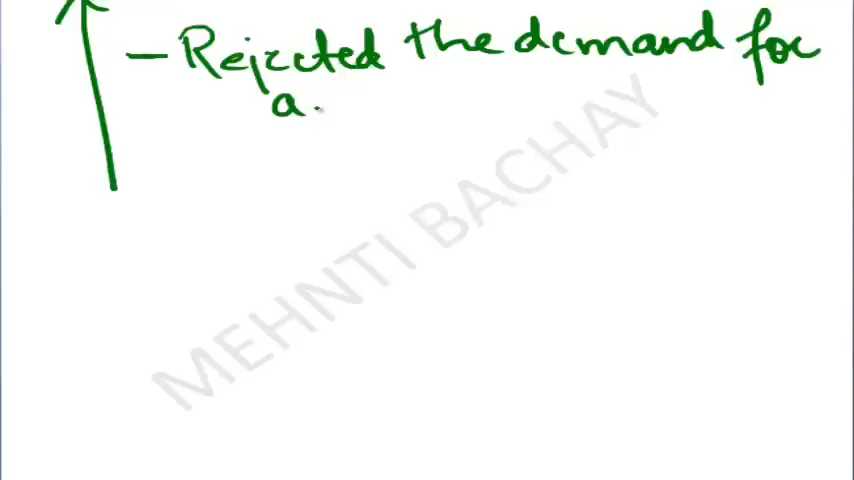 — Rejected the demand for
a.
MEHNTI BACHAY